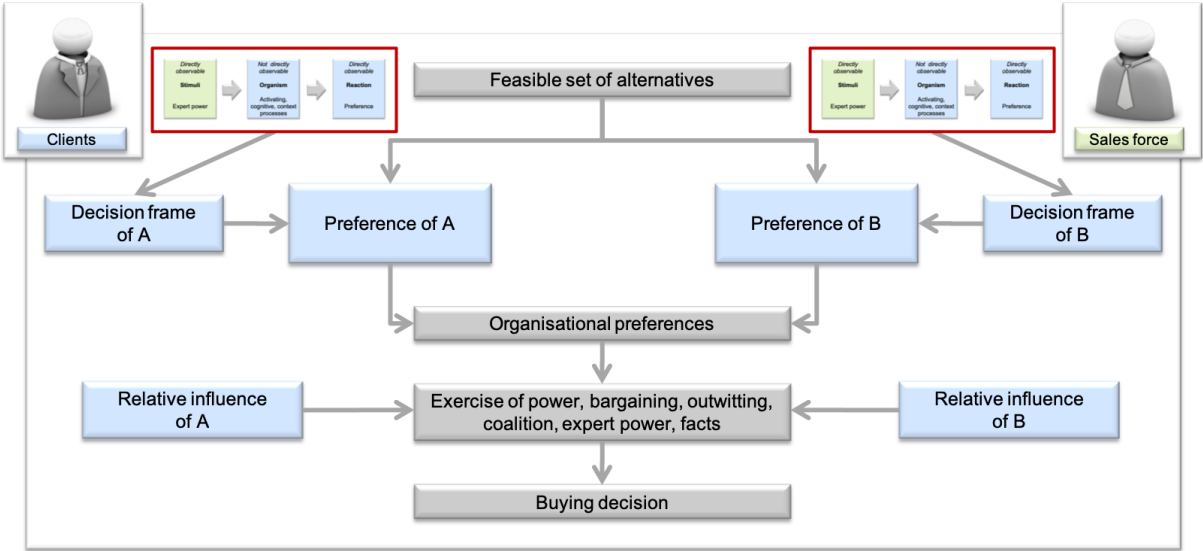 Clients
Directly
observable
Stimuli
Expert power
Not directly
observable
Organism
Activating,
cognitive, context
processes
Directly
observable
Reaction
Preference
Feasible set of alternatives
Directly
observable
Stimuli
Expert power
Not directly
observable
Organism
Activating,
cognitive, context
processes
Directly
observable
Reaction
Preference
Sales force
Decision frame
of A
Preference of A
Preference of B
Decision frame
of B
Organisational preferences
Relative influence
of A
Exercise of power, bargaining, outwitting,
coalition, expert power, facts
Relative influence
of B
Buying decision